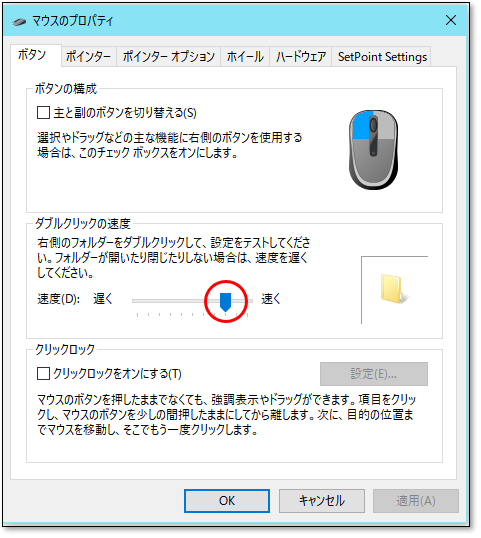 マウスのプロパティ
ボタン ポインター ポインター オプション ホイール ハードウェア SetPoint Settings
ボタンの構成
主と副のボタンを切り替える(S)
選択やドラッグなどの主な機能に右側のボタンを使用する
場合は、このチェック ボックスをオンにします。
ダブルクリックの速度
右側のフォルダーをダブルクリックして、設定をテストしてくださ
い。フォルダーが開いたり閉じたりしない場合は、速度を遅く
してください。
速度(D): 遅く 速く
クリックロック
クリックロックをオンにする(T)
設定(E)...
マウスのボタンを押したままでなくても、強調表示やドラッグができます。項目をクリッ
クし、マウスのボタンを少しの間押したままにしてから離します。次に、目的の位置ま
でマウスを移動し、そこでもう一度クリックします。
OK キャンセル 適用(A)